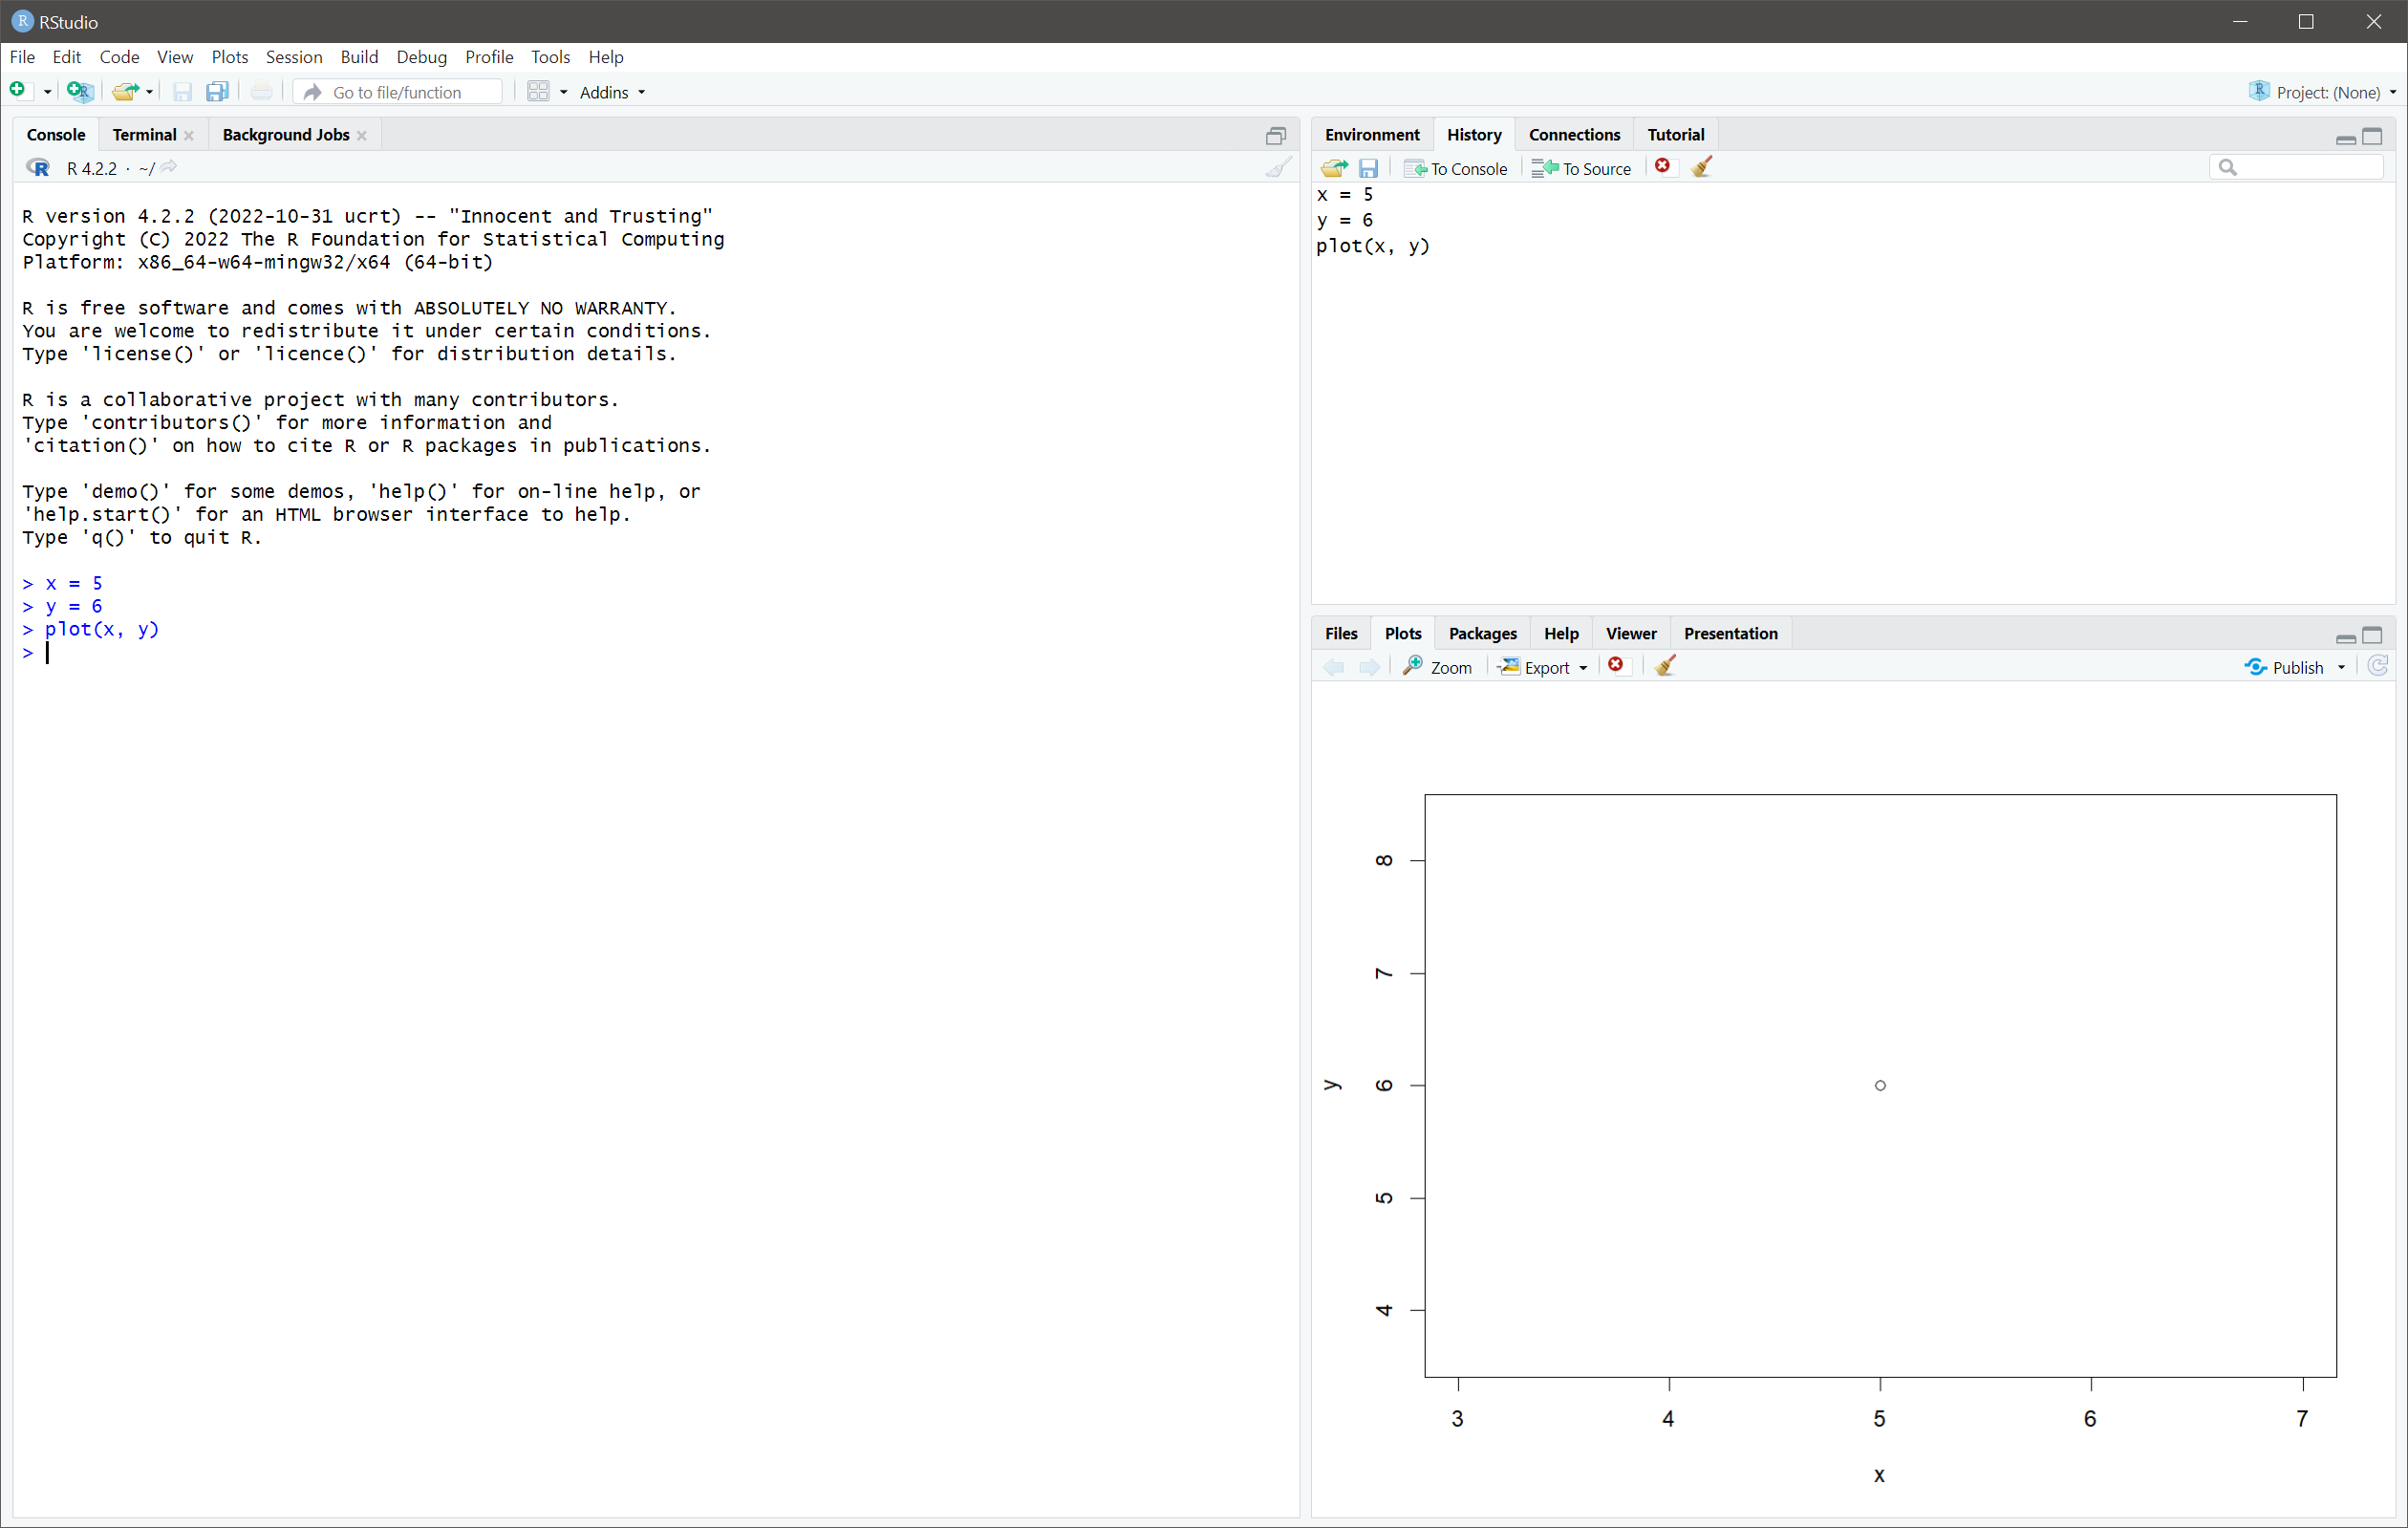 RStudio
File Edit Code View Plots Session Build Debug Profile Tools Help
Go to file/function Addins Project: (None)
Console Terminal Background Jobs
R 4.2.2 · ~/
R version 4.2.2 (2022-10-31 ucrt) -- "Innocent and Trusting"
Copyright (C) 2022 The R Foundation for Statistical Computing
Platform: x86_64-w64-mingw32/x64 (64-bit)
R is free software and comes with ABSOLUTELY NO WARRANTY.
You are welcome to redistribute it under certain conditions.
Type 'license()' or 'licence()' for distribution details.
R is a collaborative project with many contributors.
Type 'contributors()' for more information and
'citation()' on how to cite R or R packages in publications.
Type 'demo()' for some demos, 'help()' for on-line help, or
'help.start()' for an HTML browser interface to help.
Type 'q()' to quit R.
> x = 5
> y = 6
> plot(x, y)
>
Environment History Connections Tutorial
To Console To Source
x = 5
y = 6
plot(x, y)
Files Plots Packages Help Viewer Presentation
Zoom Export Publish
8
7
6
5
4
y
3 4 5 6 7
x